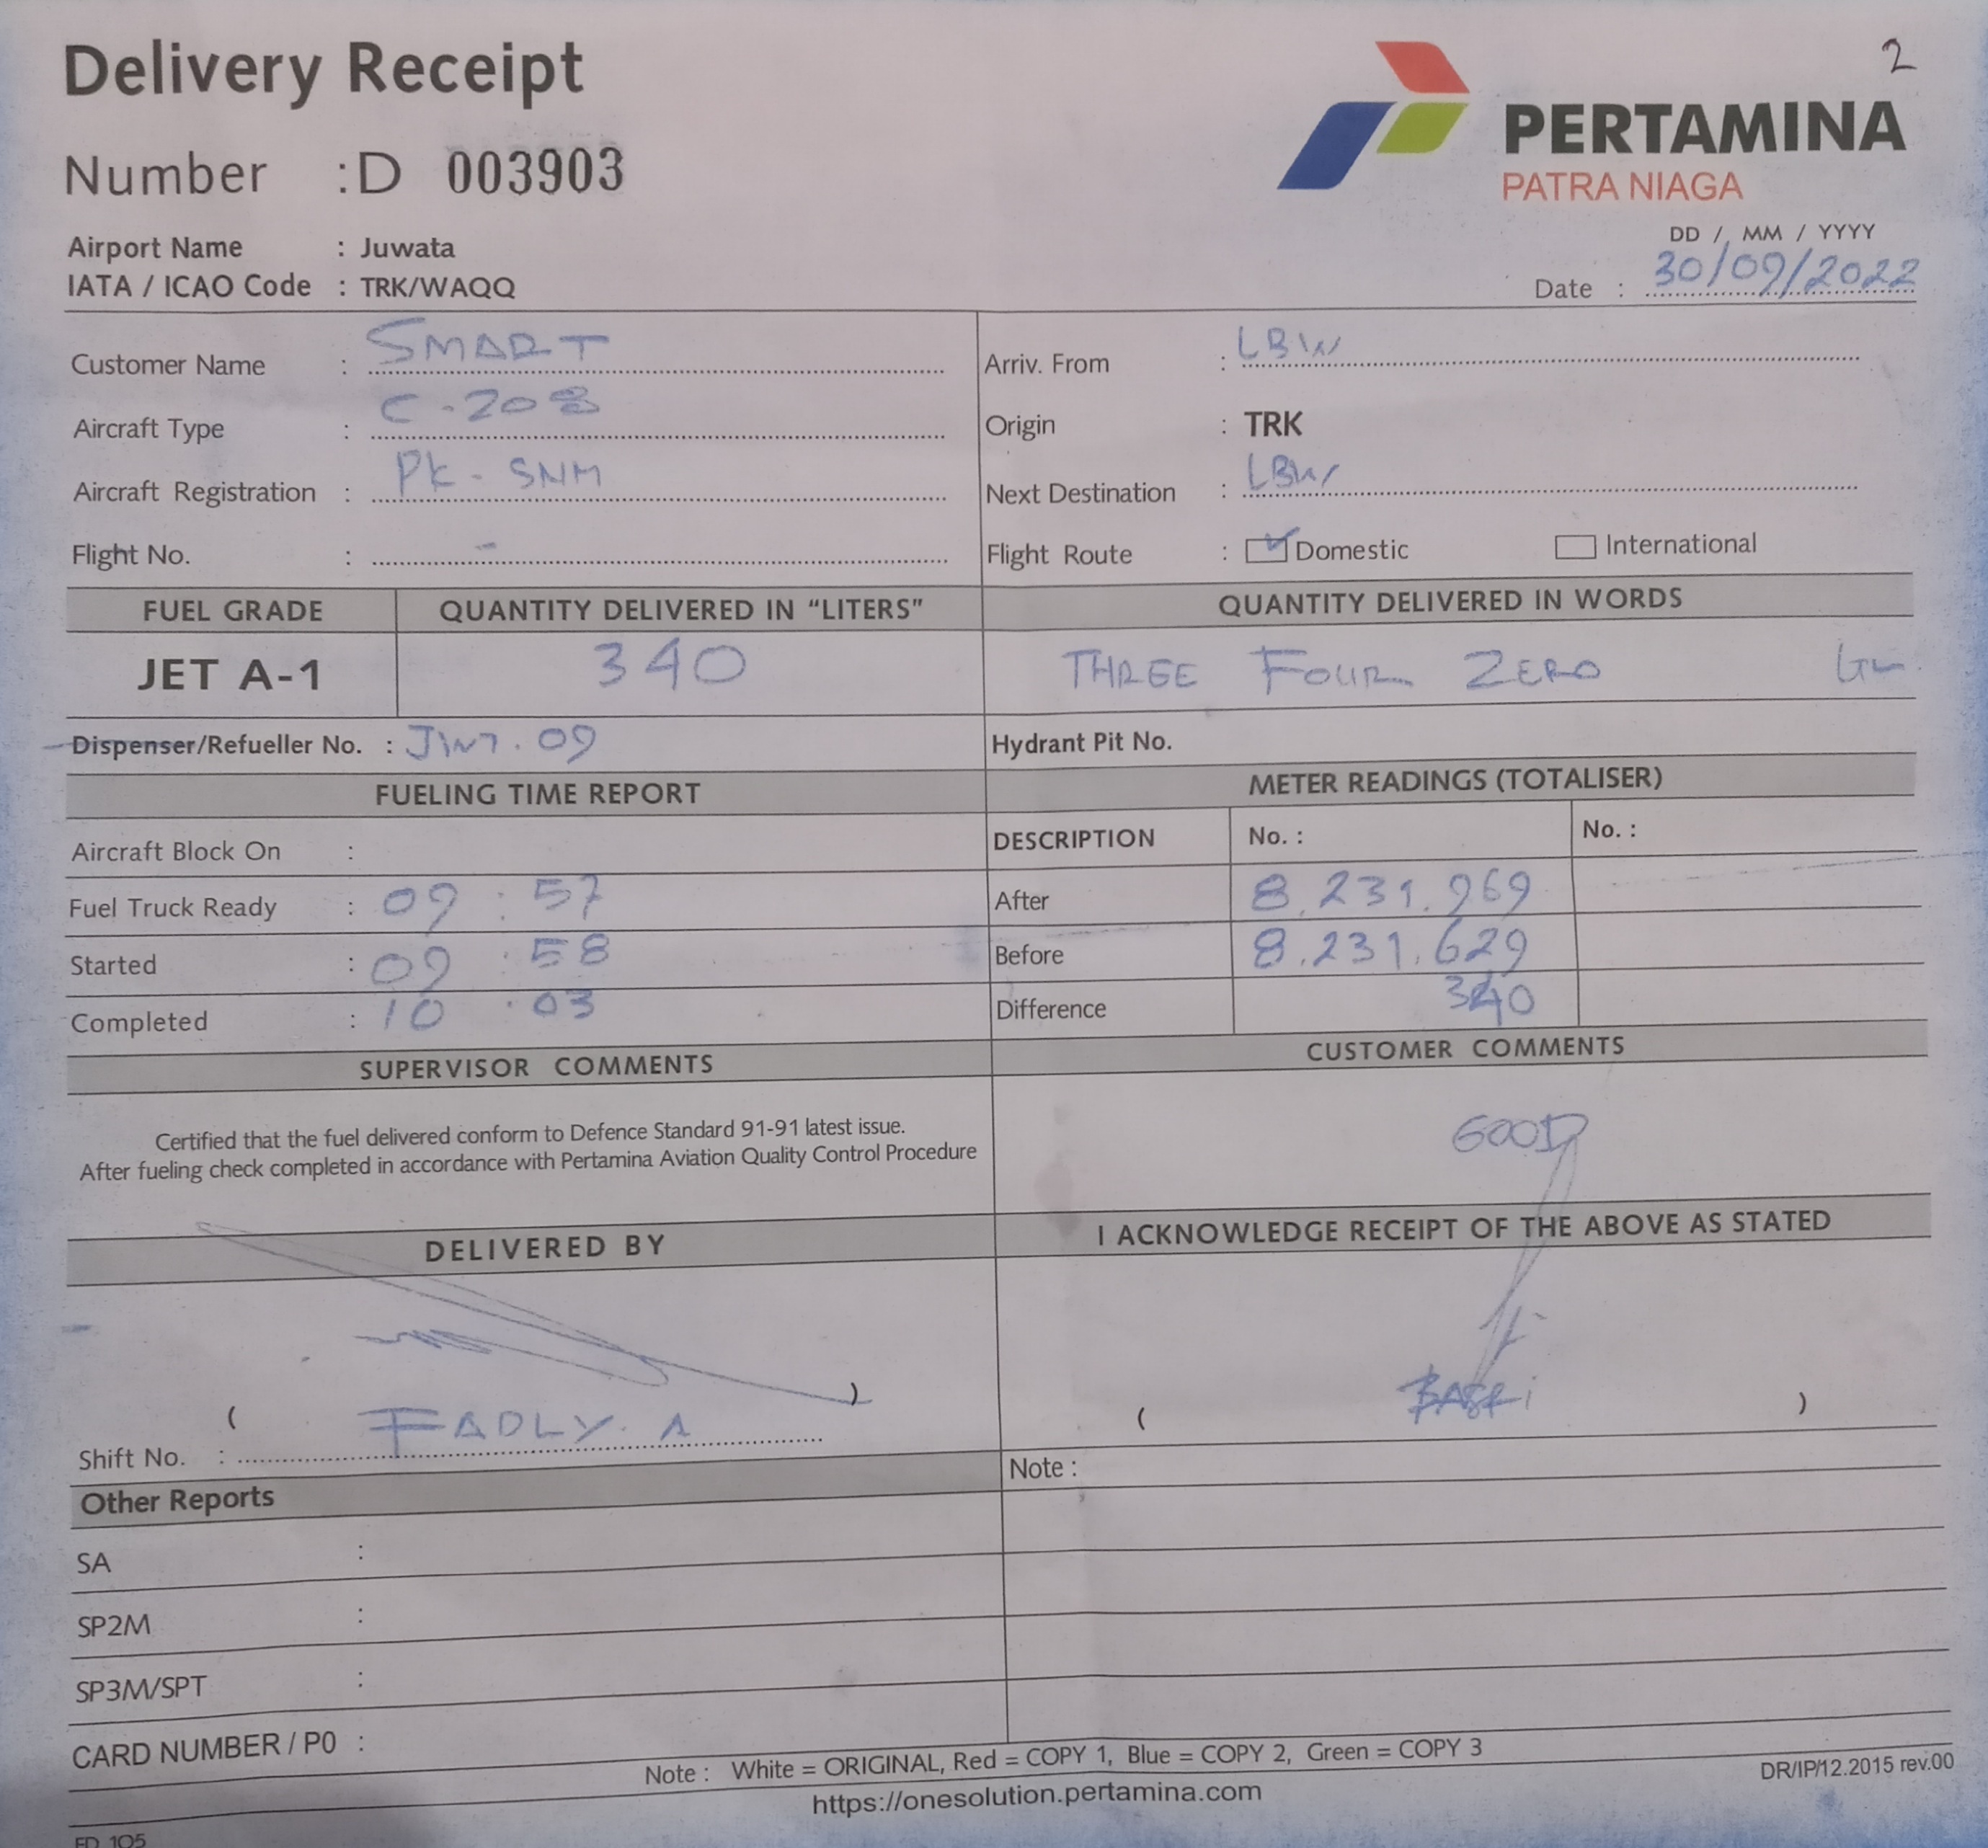 Delivery Receipt
2
PERTAMINA
PATRA NIAGA
Number : D 003903
Airport Name : Juwata
IATA / ICAO Code : TRK/WAQQ
DD / MM / YYYY
Date : 30/09/2022
Customer Name : SMART
Aircraft Type : C-208
Aircraft Registration : PK - SNM
Flight No. : -
Arriv. From : LBW
Origin : TRK
Next Destination : LBW
Flight Route : Domestic International
FUEL GRADE QUANTITY DELIVERED IN “LITERS” QUANTITY DELIVERED IN WORDS
JET A-1 340 THREE FOUR ZERO
Dispenser/Refueller No. : 09
Hydrant Pit No.
FUELING TIME REPORT
Aircraft Block On :
Fuel Truck Ready : 09 : 57
Started : 09 : 58
Completed : 10 : 03
METER READINGS (TOTALISER)
DESCRIPTION No. : No. :
After 8.231.969
Before 8.231.629
Difference 340
SUPERVISOR COMMENTS
Certified that the fuel delivered conform to Defence Standard 91-91 latest issue.
After fueling check completed in accordance with Pertamina Aviation Quality Control Procedure
CUSTOMER COMMENTS
GOOD
DELIVERED BY
( FADLY. A )
Shift No. :
I ACKNOWLEDGE RECEIPT OF THE ABOVE AS STATED
( BASRi )
Note :
Other Reports
SA :
SP2M :
SP3M/SPT :
CARD NUMBER / P0 :
Note : White = ORIGINAL, Red = COPY 1, Blue = COPY 2, Green = COPY 3
https://onesolution.pertamina.com
DR/IP/12.2015 rev.00
FD 105